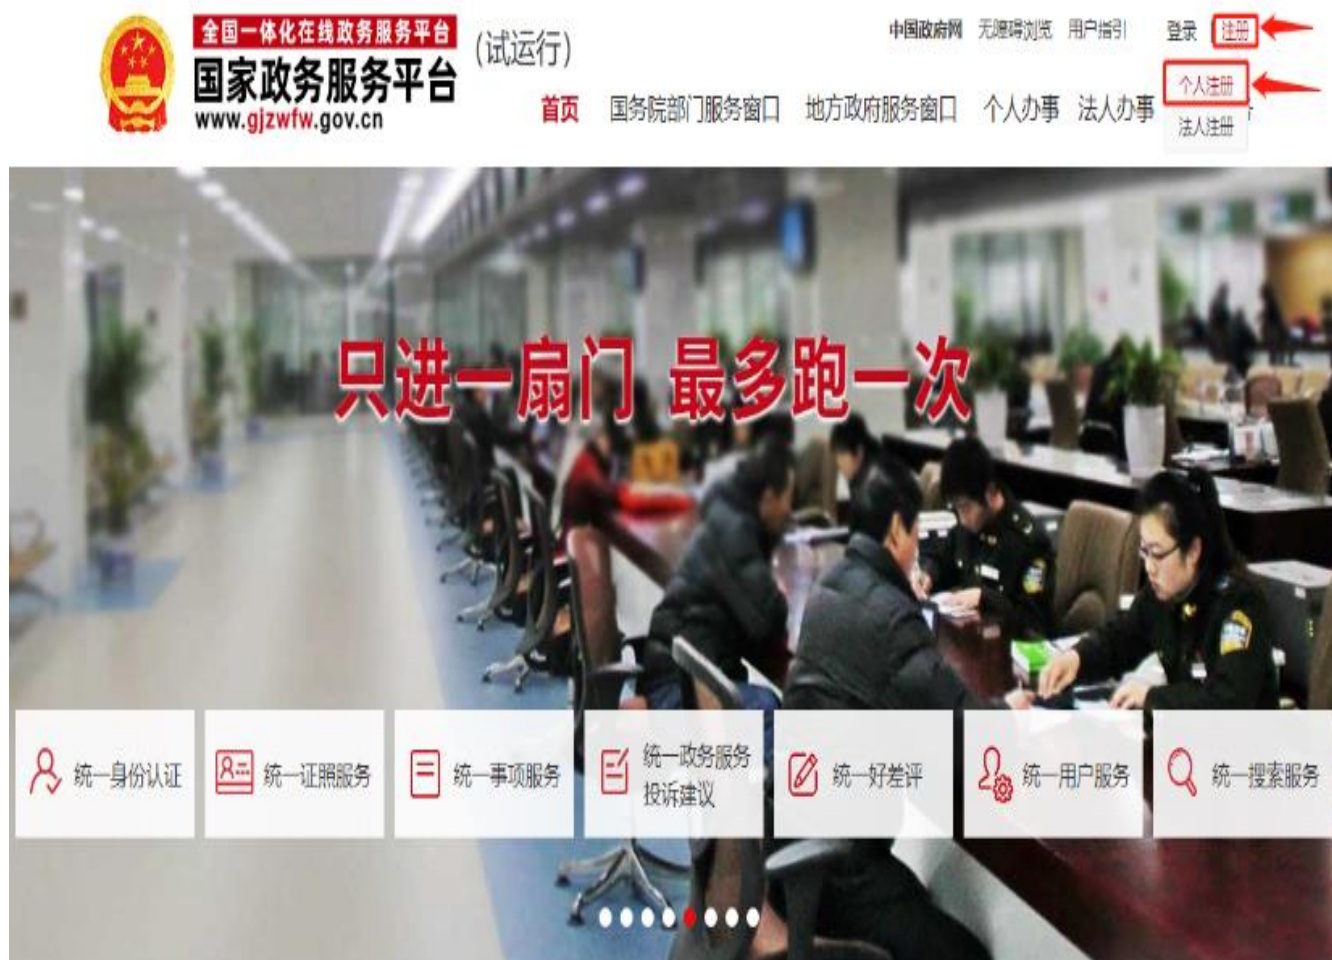 全国一体化在线政务服务平台
国家政务服务平台
www.gjzwfw.gov.cn
(试运行)
中国政府网 无障碍浏览 用户指引 登录 注册
个人注册
法人注册
首页 国务院部门服务窗口 地方政府服务窗口 个人办事 法人办事
只进一扇门 最多跑一次
统一身份认证
统一证照服务
统一事项服务
统一政务服务
投诉建议
统一好差评
统一用户服务
统一搜索服务